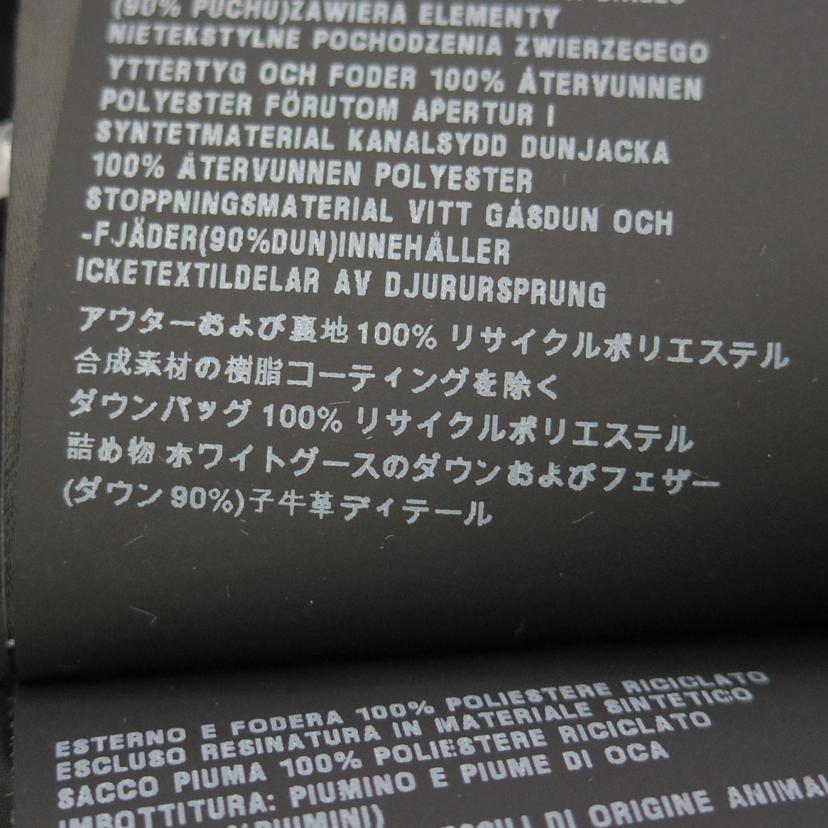 (90% PUCHU)ZAWIERA ELEMENTY
NIETEKSTYLNE POCHODZENIA ZWIERZECEGO
YTTERTYG OCH FODER 100% ÅTERVUNNEN
POLYESTER FÖRUTOM APERTUR I
SYNTETMATERIAL KANALSYDD DUNJACKA
100% ÅTERVUNNEN POLYESTER
STOPPNINGSMATERIAL VITT GÅSDUN OCH
-FJÄDER(90%DUN)INNEHÅLLER
ICKETEXTILDELAR AV DJURURSPRUNG
アウターおよび裏地 100% リサイクルポリエステル
合成素材の樹脂コーティングを除く
ダウンバッグ 100% リサイクルポリエステル
詰め物 ホワイトグースのダウンおよびフェザー
(ダウン 90%)子牛革ディテール
ESTERNO E FODERA 100% POLIESTERE RICICLATO
ESCLUSO RESINATURA IN MATERIALE SINTETICO
SACCO PIUMA 100% POLIESTERE RICICLATO
IMBOTTITURA: PIUMINO E PIUME DI OCA
DI ORIGINE